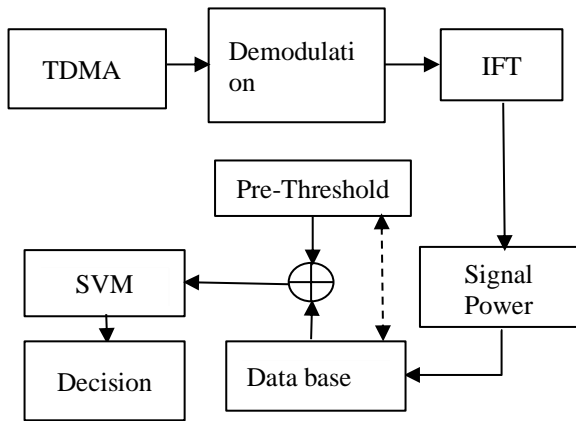 TDMA
Demodulati
on
IFT
Pre-Threshold
SVM
Signal
Power
Decision
Data base